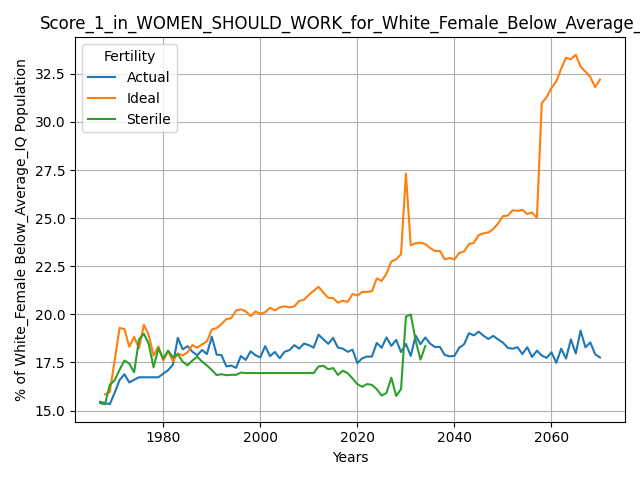 Score_1_in_WOMEN_SHOULD_WORK_for_White_Female_Below_Average_
% of White_Female Below_Average_IQ Population
Fertility
Actual
Ideal
Sterile
32.5
30.0
27.5
25.0
22.5
20.0
17.5
15.0
1980 2000 2020 2040 2060
Years